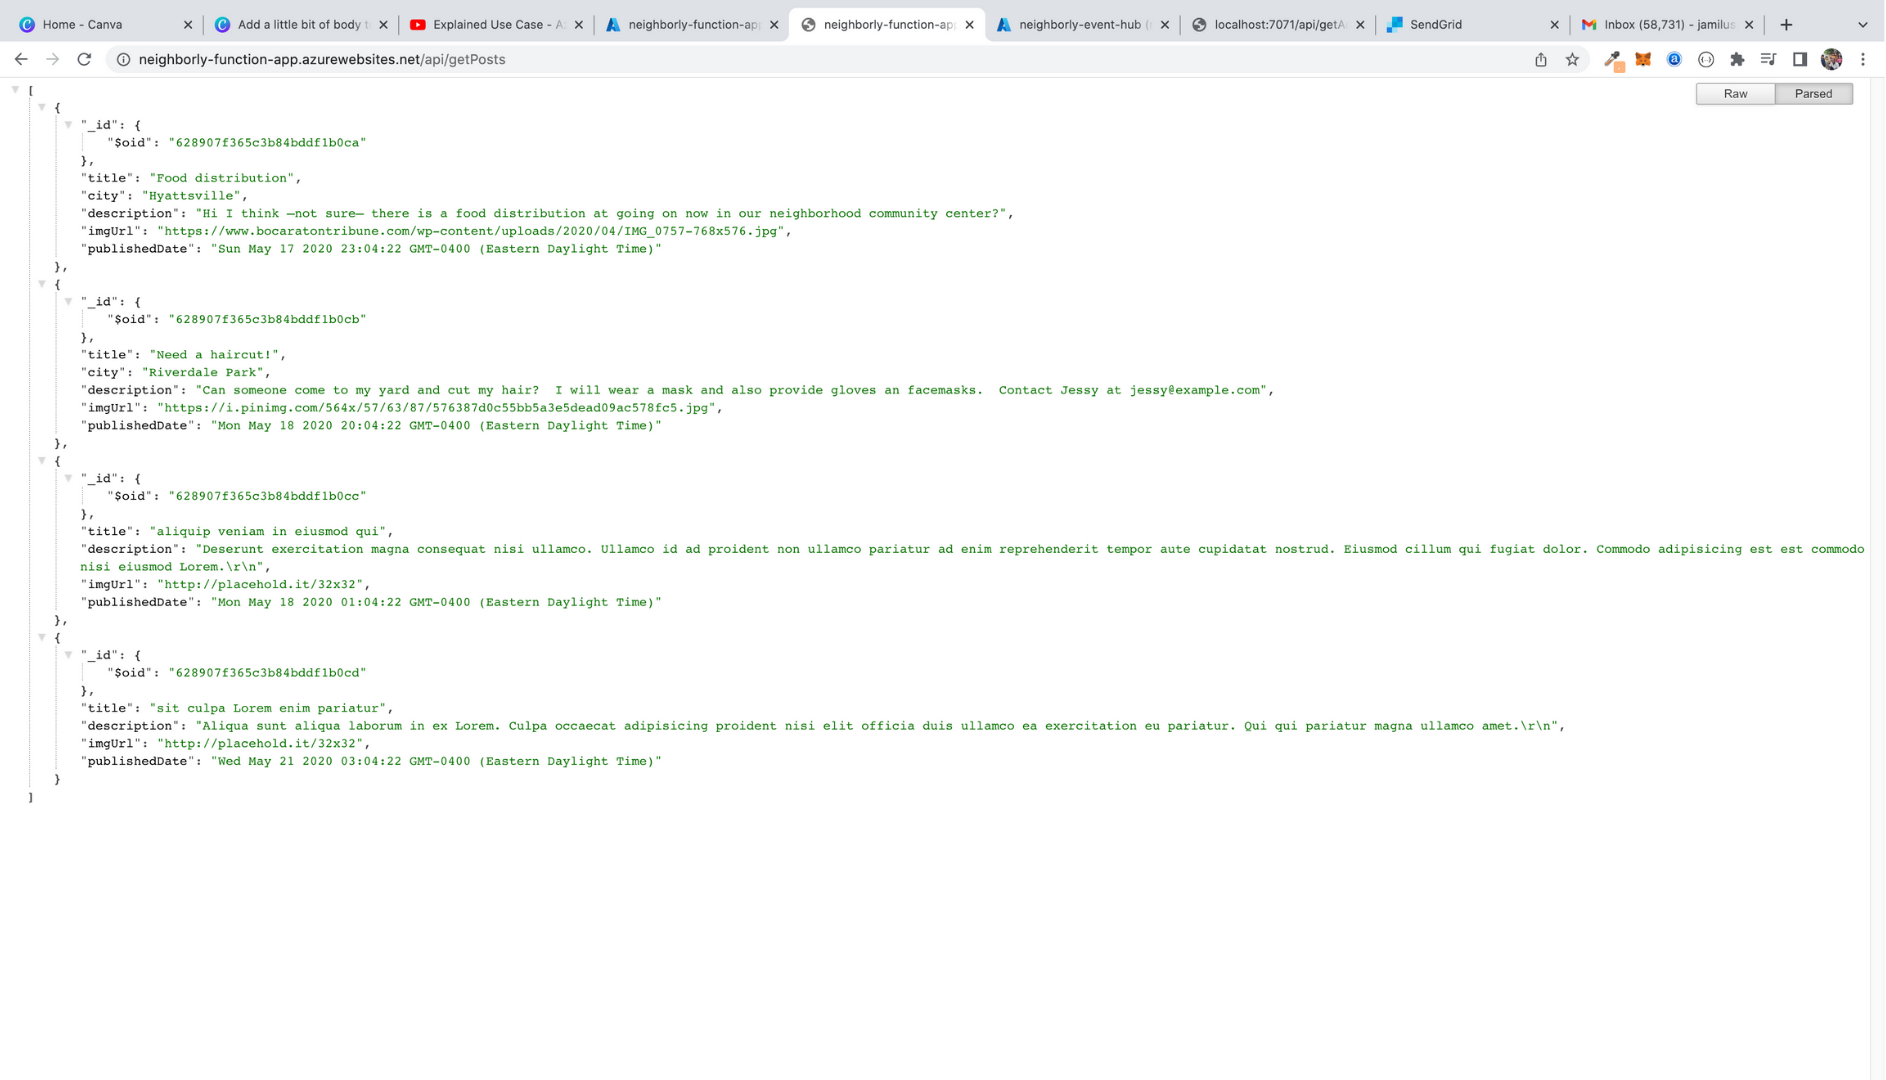 Home - Canva
Add a little bit of body t
Explained Use Case - A
neighborly-function-ap
neighborly-function-ap
neighborly-event-hub (
localhost:7071/api/getA
SendGrid
Inbox (58,731) - jamilus
neighborly-function-app.azurewebsites.net/api/getPosts
Raw
Parsed
[
{
"_id": {
"$oid": "628907f365c3b84bddf1b0ca"
},
"title": "Food distribution",
"city": "Hyattsville",
"description": "Hi I think —not sure— there is a food distribution at going on now in our neighborhood community center?",
"imgUrl": "https://www.bocaratontribune.com/wp-content/uploads/2020/04/IMG_0757-768x576.jpg",
"publishedDate": "Sun May 17 2020 23:04:22 GMT-0400 (Eastern Daylight Time)"
},
{
"_id": {
"$oid": "628907f365c3b84bddf1b0cb"
},
"title": "Need a haircut!",
"city": "Riverdale Park",
"description": "Can someone come to my yard and cut my hair?  I will wear a mask and also provide gloves an facemasks.  Contact Jessy at jessy@example.com",
"imgUrl": "https://i.pinimg.com/564x/57/63/87/576387d0c55bb5a3e5dead09ac578fc5.jpg",
"publishedDate": "Mon May 18 2020 20:04:22 GMT-0400 (Eastern Daylight Time)"
},
{
"_id": {
"$oid": "628907f365c3b84bddf1b0cc"
},
"title": "aliquip veniam in eiusmod qui",
"description": "Deserunt exercitation magna consequat nisi ullamco. Ullamco id ad proident non ullamco pariatur ad enim reprehenderit tempor aute cupidatat nostrud. Eiusmod cillum qui fugiat dolor. Commodo adipisicing est est commodo
nisi eiusmod Lorem.\r\n",
"imgUrl": "http://placehold.it/32x32",
"publishedDate": "Mon May 18 2020 01:04:22 GMT-0400 (Eastern Daylight Time)"
},
{
"_id": {
"$oid": "628907f365c3b84bddf1b0cd"
},
"title": "sit culpa Lorem enim pariatur",
"description": "Aliqua sunt aliqua laborum in ex Lorem. Culpa occaecat adipisicing proident nisi elit officia duis ullamco ea exercitation eu pariatur. Qui qui pariatur magna ullamco amet.\r\n",
"imgUrl": "http://placehold.it/32x32",
"publishedDate": "Wed May 21 2020 03:04:22 GMT-0400 (Eastern Daylight Time)"
}
]